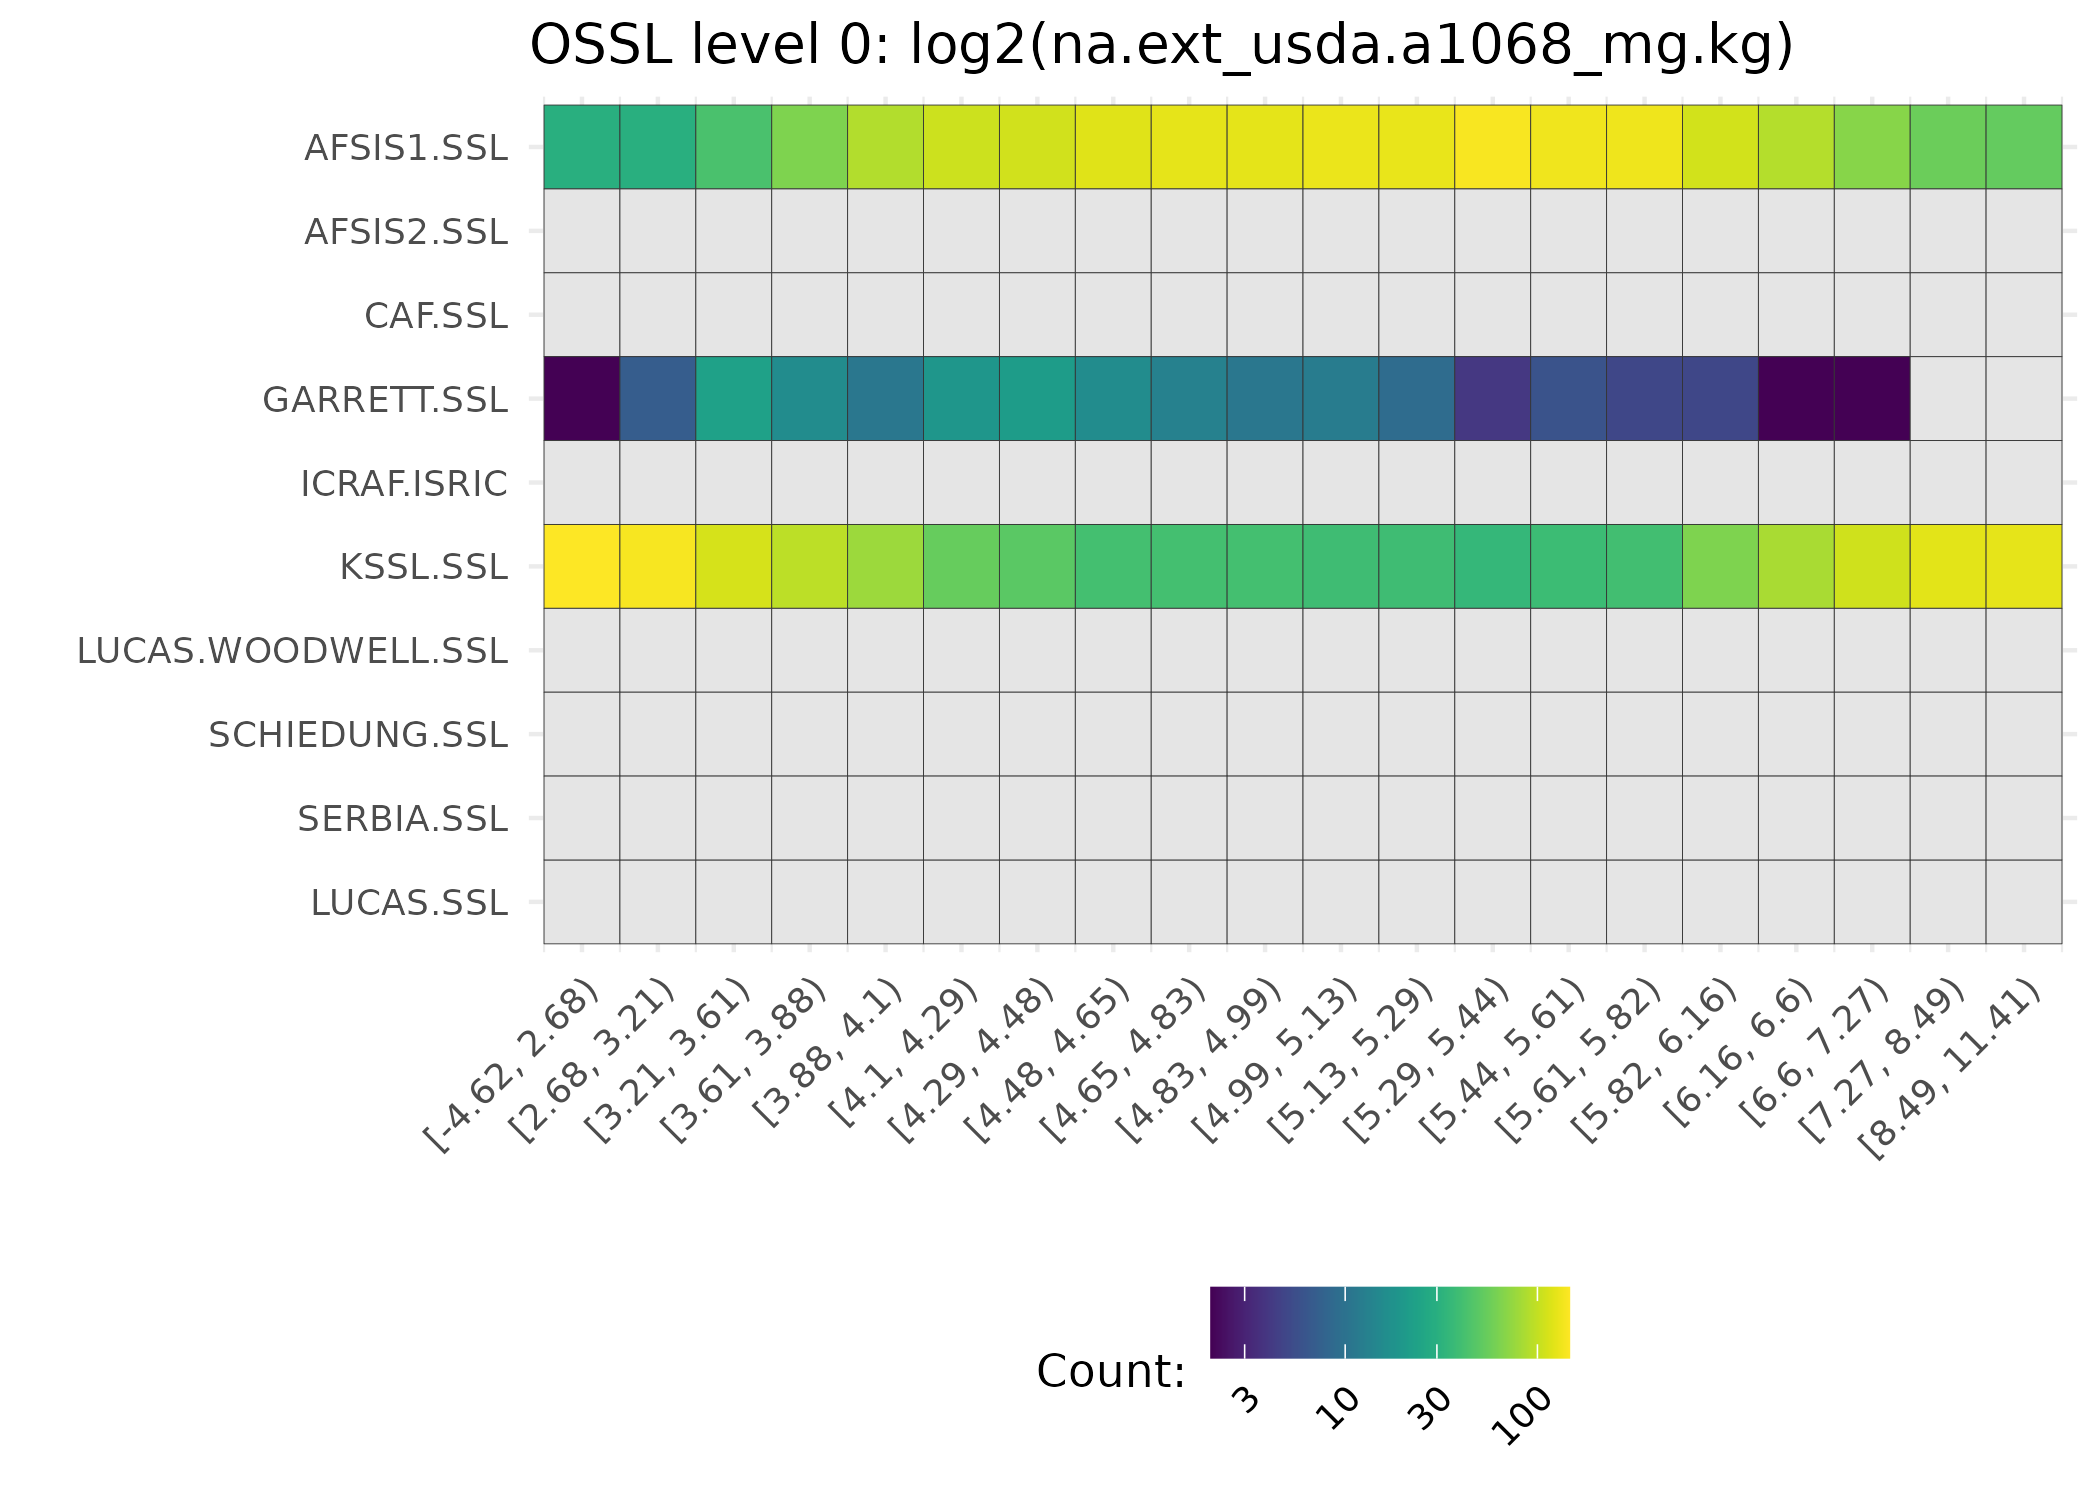 OSSL level 0: log2(na.ext_usda.a1068_mg.kg)
AFSIS1.SSL
AFSIS2.SSL
CAF.SSL
GARRETT.SSL
ICRAF.ISRIC
KSSL.SSL
LUCAS.WOODWELL.SSL
SCHIEDUNG.SSL
SERBIA.SSL
LUCAS.SSL
[-4.62, 2.68)
[2.68, 3.21)
[3.21, 3.61)
[3.61, 3.88)
[3.88, 4.1)
[4.1, 4.29)
[4.29, 4.48)
[4.48, 4.65)
[4.65, 4.83)
[4.83, 4.99)
[4.99, 5.13)
[5.13, 5.29)
[5.29, 5.44)
[5.44, 5.61)
[5.61, 5.82)
[5.82, 6.16)
[6.16, 6.6)
[6.6, 7.27)
[7.27, 8.49)
[8.49, 11.41)
Count:
3
10
30
100